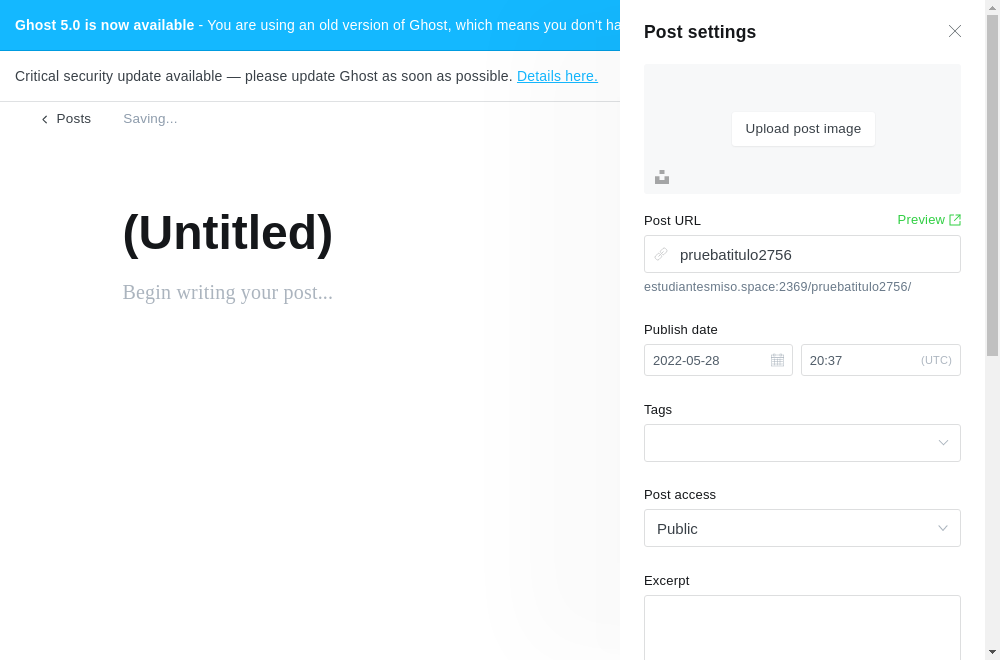 Ghost 5.0 is now available - You are using an old version of Ghost, which means you don't
Critical security update available — please update Ghost as soon as possible. Details here.
Posts
Saving...
(Untitled)
Begin writing your post...
Post settings
Upload post image
Post URL
Preview
pruebatitulo2756
estudiantesmiso.space:2369/pruebatitulo2756/
Publish date
2022-05-28
20:37
(UTC)
Tags
Post access
Public
Excerpt